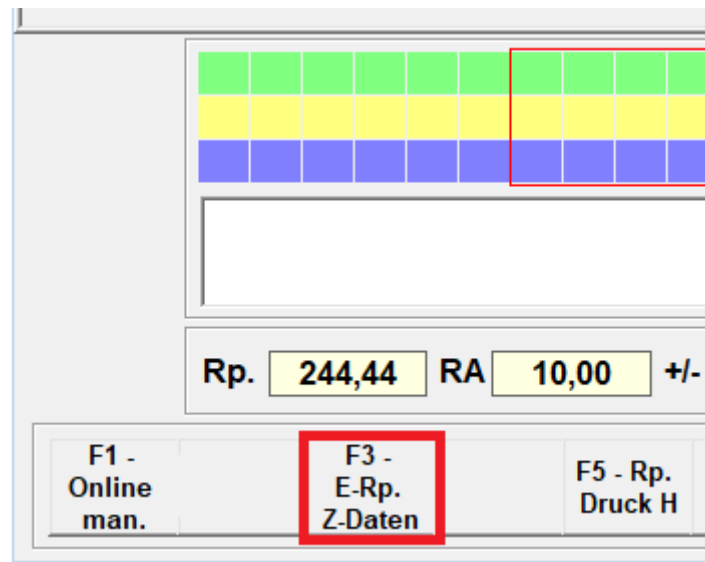 Rp. 244,44 RA 10,00 +/-
F1 -
Online
man.
F3 -
E-Rp.
Z-Daten
F5 - Rp.
Druck H